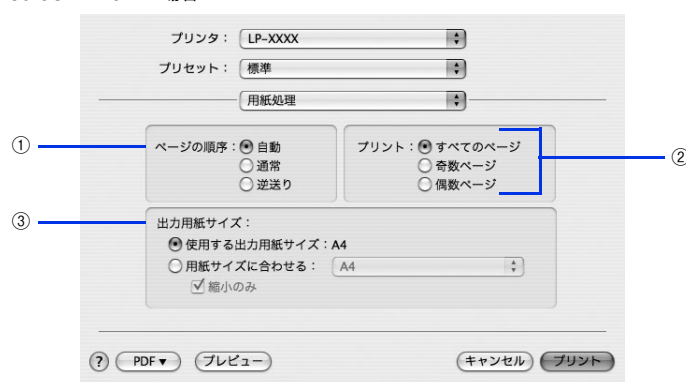 プリンタ： LP-XXXX
プリセット： 標準
用紙処理
① ページの順序： 自動 プリント： すべてのページ ②
通常 奇数ページ
逆送り 偶数ページ
③ 出力用紙サイズ：
使用する出力用紙サイズ：A4
用紙サイズに合わせる： A4
縮小のみ
? PDF▼ プレビュー キャンセル プリント